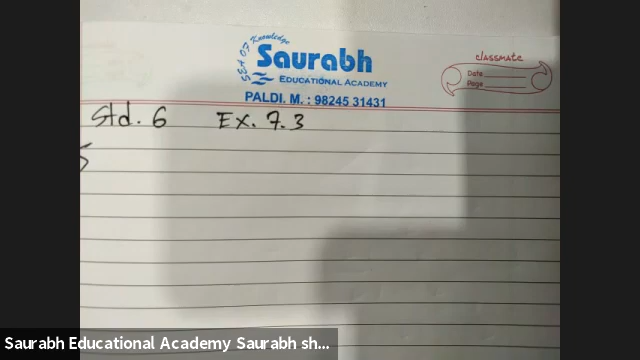 SEA OF Knowledge
Saurabh
EDUCATIONAL ACADEMY
PALDI. M. : 98245 31431
classmate
Date
Page
Std. 6 Ex. 7.3
Saurabh Educational Academy Saurabh sh...